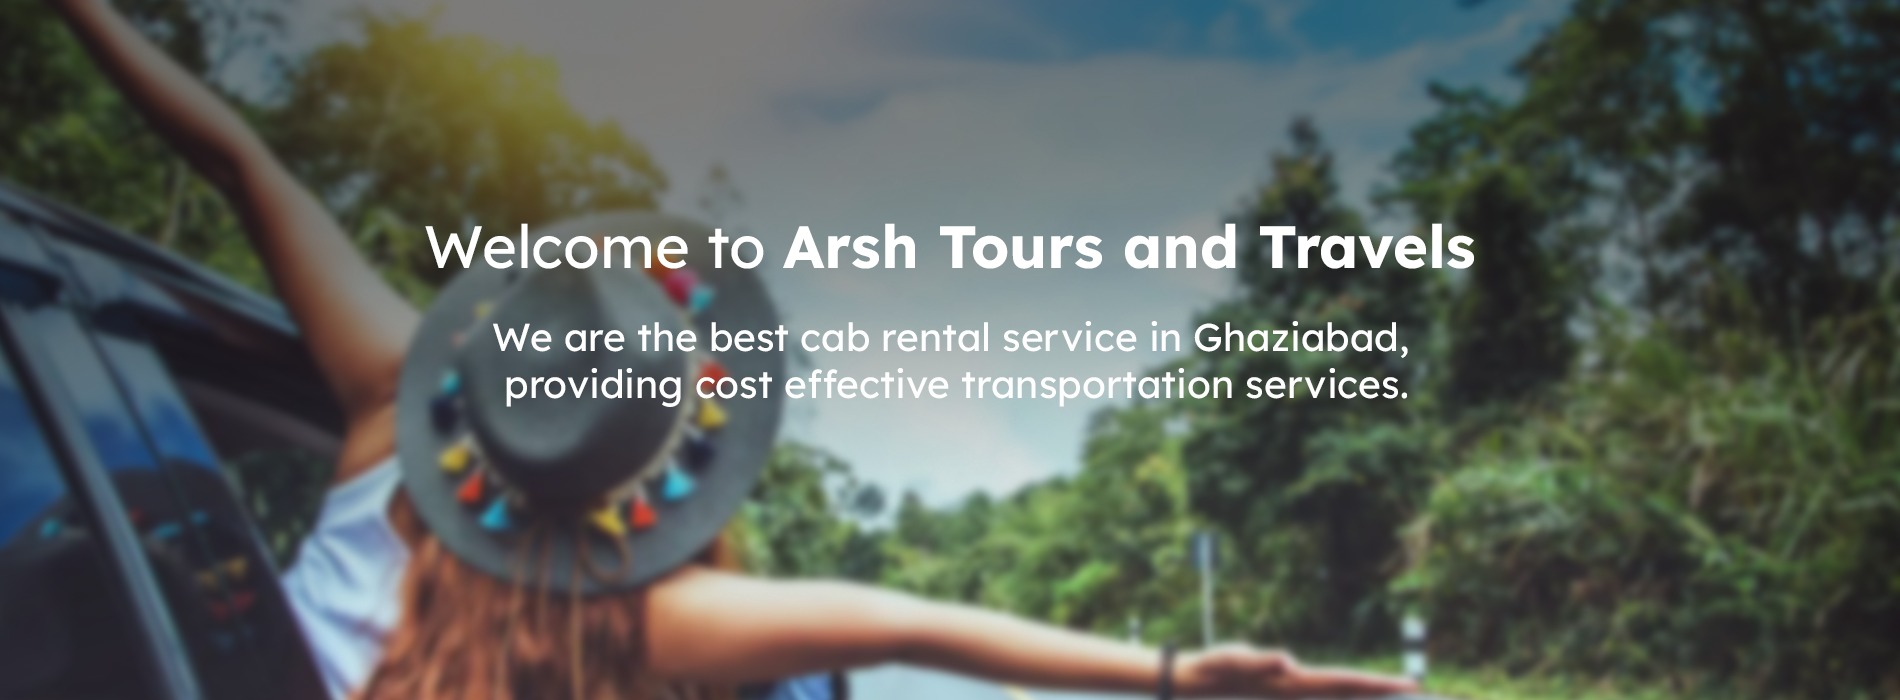 Welcome to Arsh Tours and Travels
We are the best cab rental service in Ghaziabad,
providing cost effective transportation services.